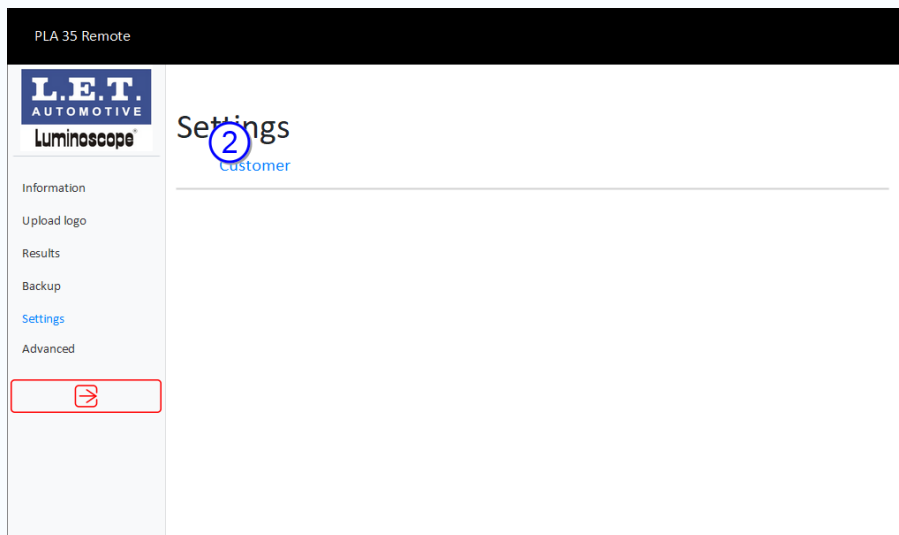 PLA 35 Remote
L.E.T.
AUTOMOTIVE
Luminoscope®
Settings
2
Customer
Information
Upload logo
Results
Backup
Settings
Advanced